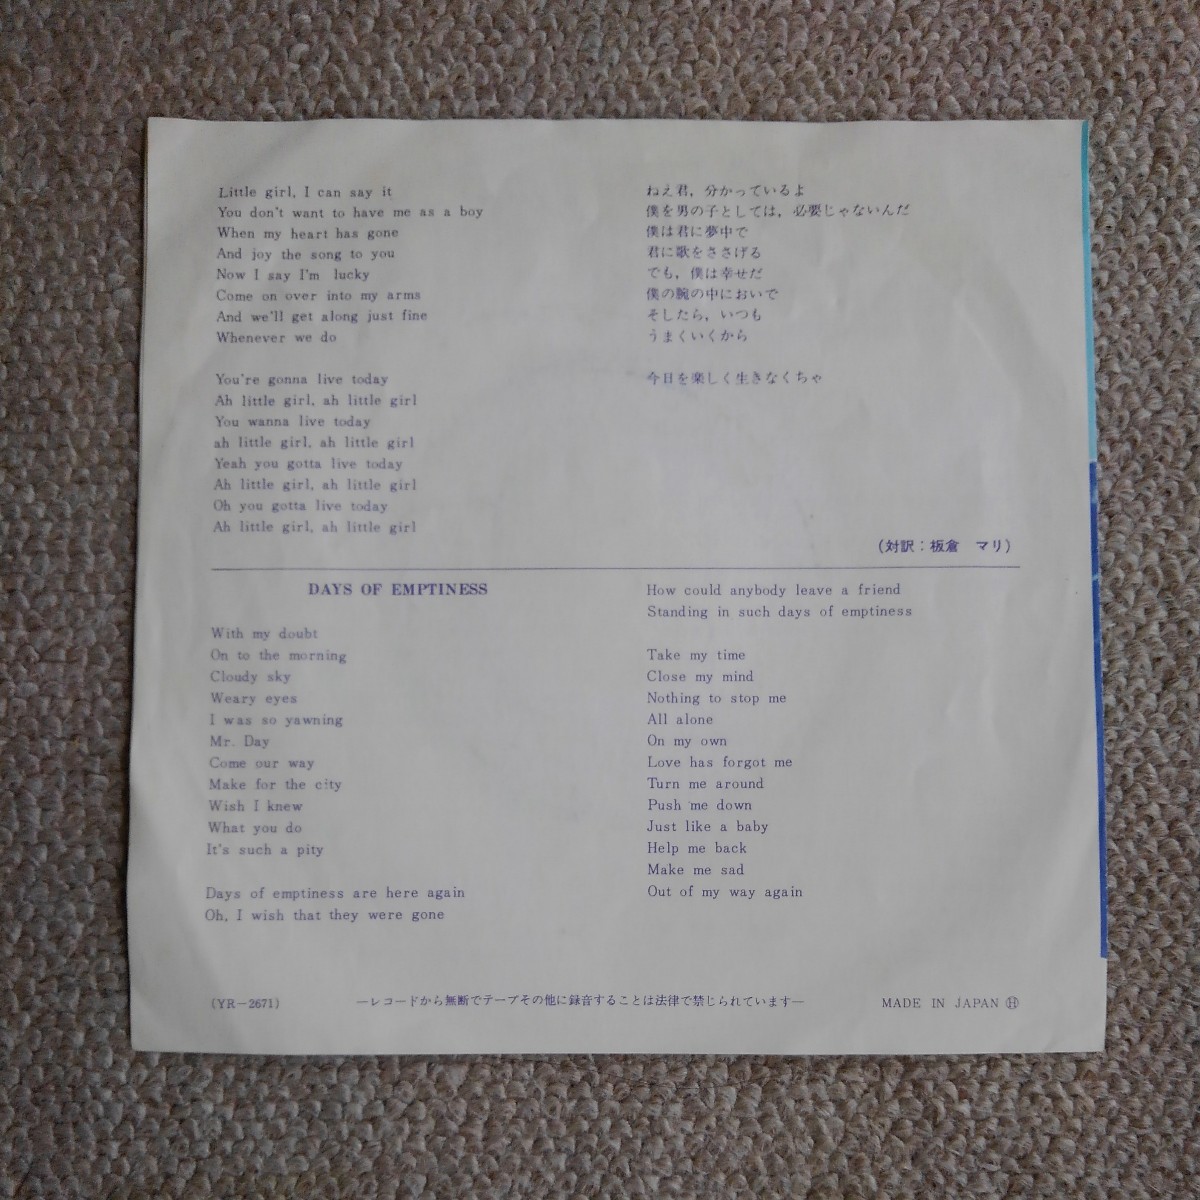 Little girl, I can say it
You don't want to have me as a boy
When my heart has gone
And joy the song to you
Now I say I'm lucky
Come on over into my arms
And we'll get along just fine
Whenever we do
You're gonna live today
Ah little girl, ah little girl
You wanna live today
ah little girl, ah little girl
Yeah you gotta live today
Ah little girl, ah little girl
Oh you gotta live today
Ah little girl, ah little girl
ねえ君，分かっているよ
僕を男の子としては，必要じゃないんだ
僕は君に夢中で
君に歌をささげる
でも，僕は幸せだ
僕の腕の中においで
そしたら，いつも
うまくいくから
今日を楽しく生きなくちゃ
(対訳：板倉　マリ)
DAYS OF EMPTINESS
With my doubt
On to the morning
Cloudy sky
Weary eyes
I was so yawning
Mr. Day
Come our way
Make for the city
Wish I knew
What you do
It's such a pity
Days of emptiness are here again
Oh, I wish that they were gone
How could anybody leave a friend
Standing in such days of emptiness
Take my time
Close my mind
Nothing to stop me
All alone
On my own
Love has forgot me
Turn me around
Push me down
Just like a baby
Help me back
Make me sad
Out of my way again
(YR－2671)
—レコードから無断でテープその他に録音することは法律で禁じられています—
MADE IN JAPAN Ⓗ